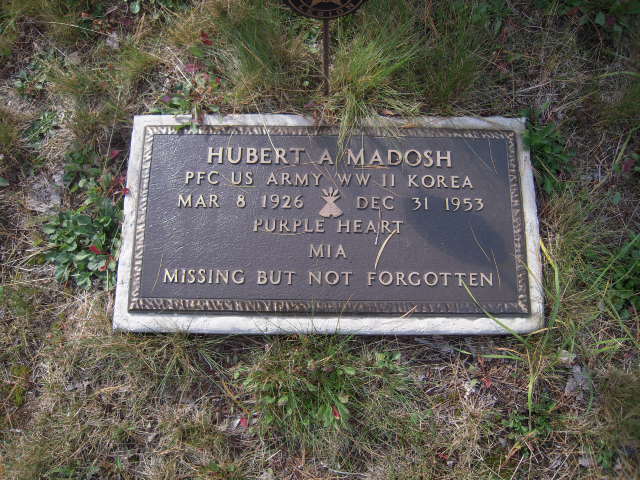 HUBERT A MADOSH
PFC US ARMY WW II KOREA
MAR 8 1926 DEC 31 1953
PURPLE HEART
MIA
MISSING BUT NOT FORGOTTEN